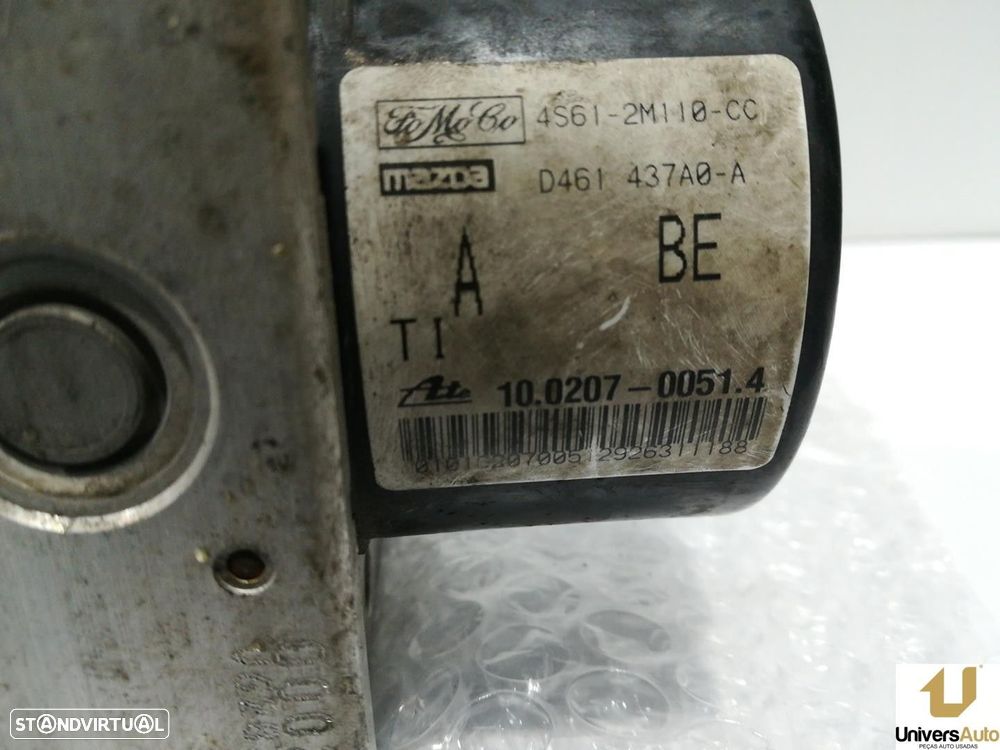 FoMoCo 4S61-2M110-CC
mazda D461 437A0-A
A BE
TI
Ate 10.0207-0051.4
STANDVIRTUAL
UniversAuto
PEÇAS AUTO USADAS